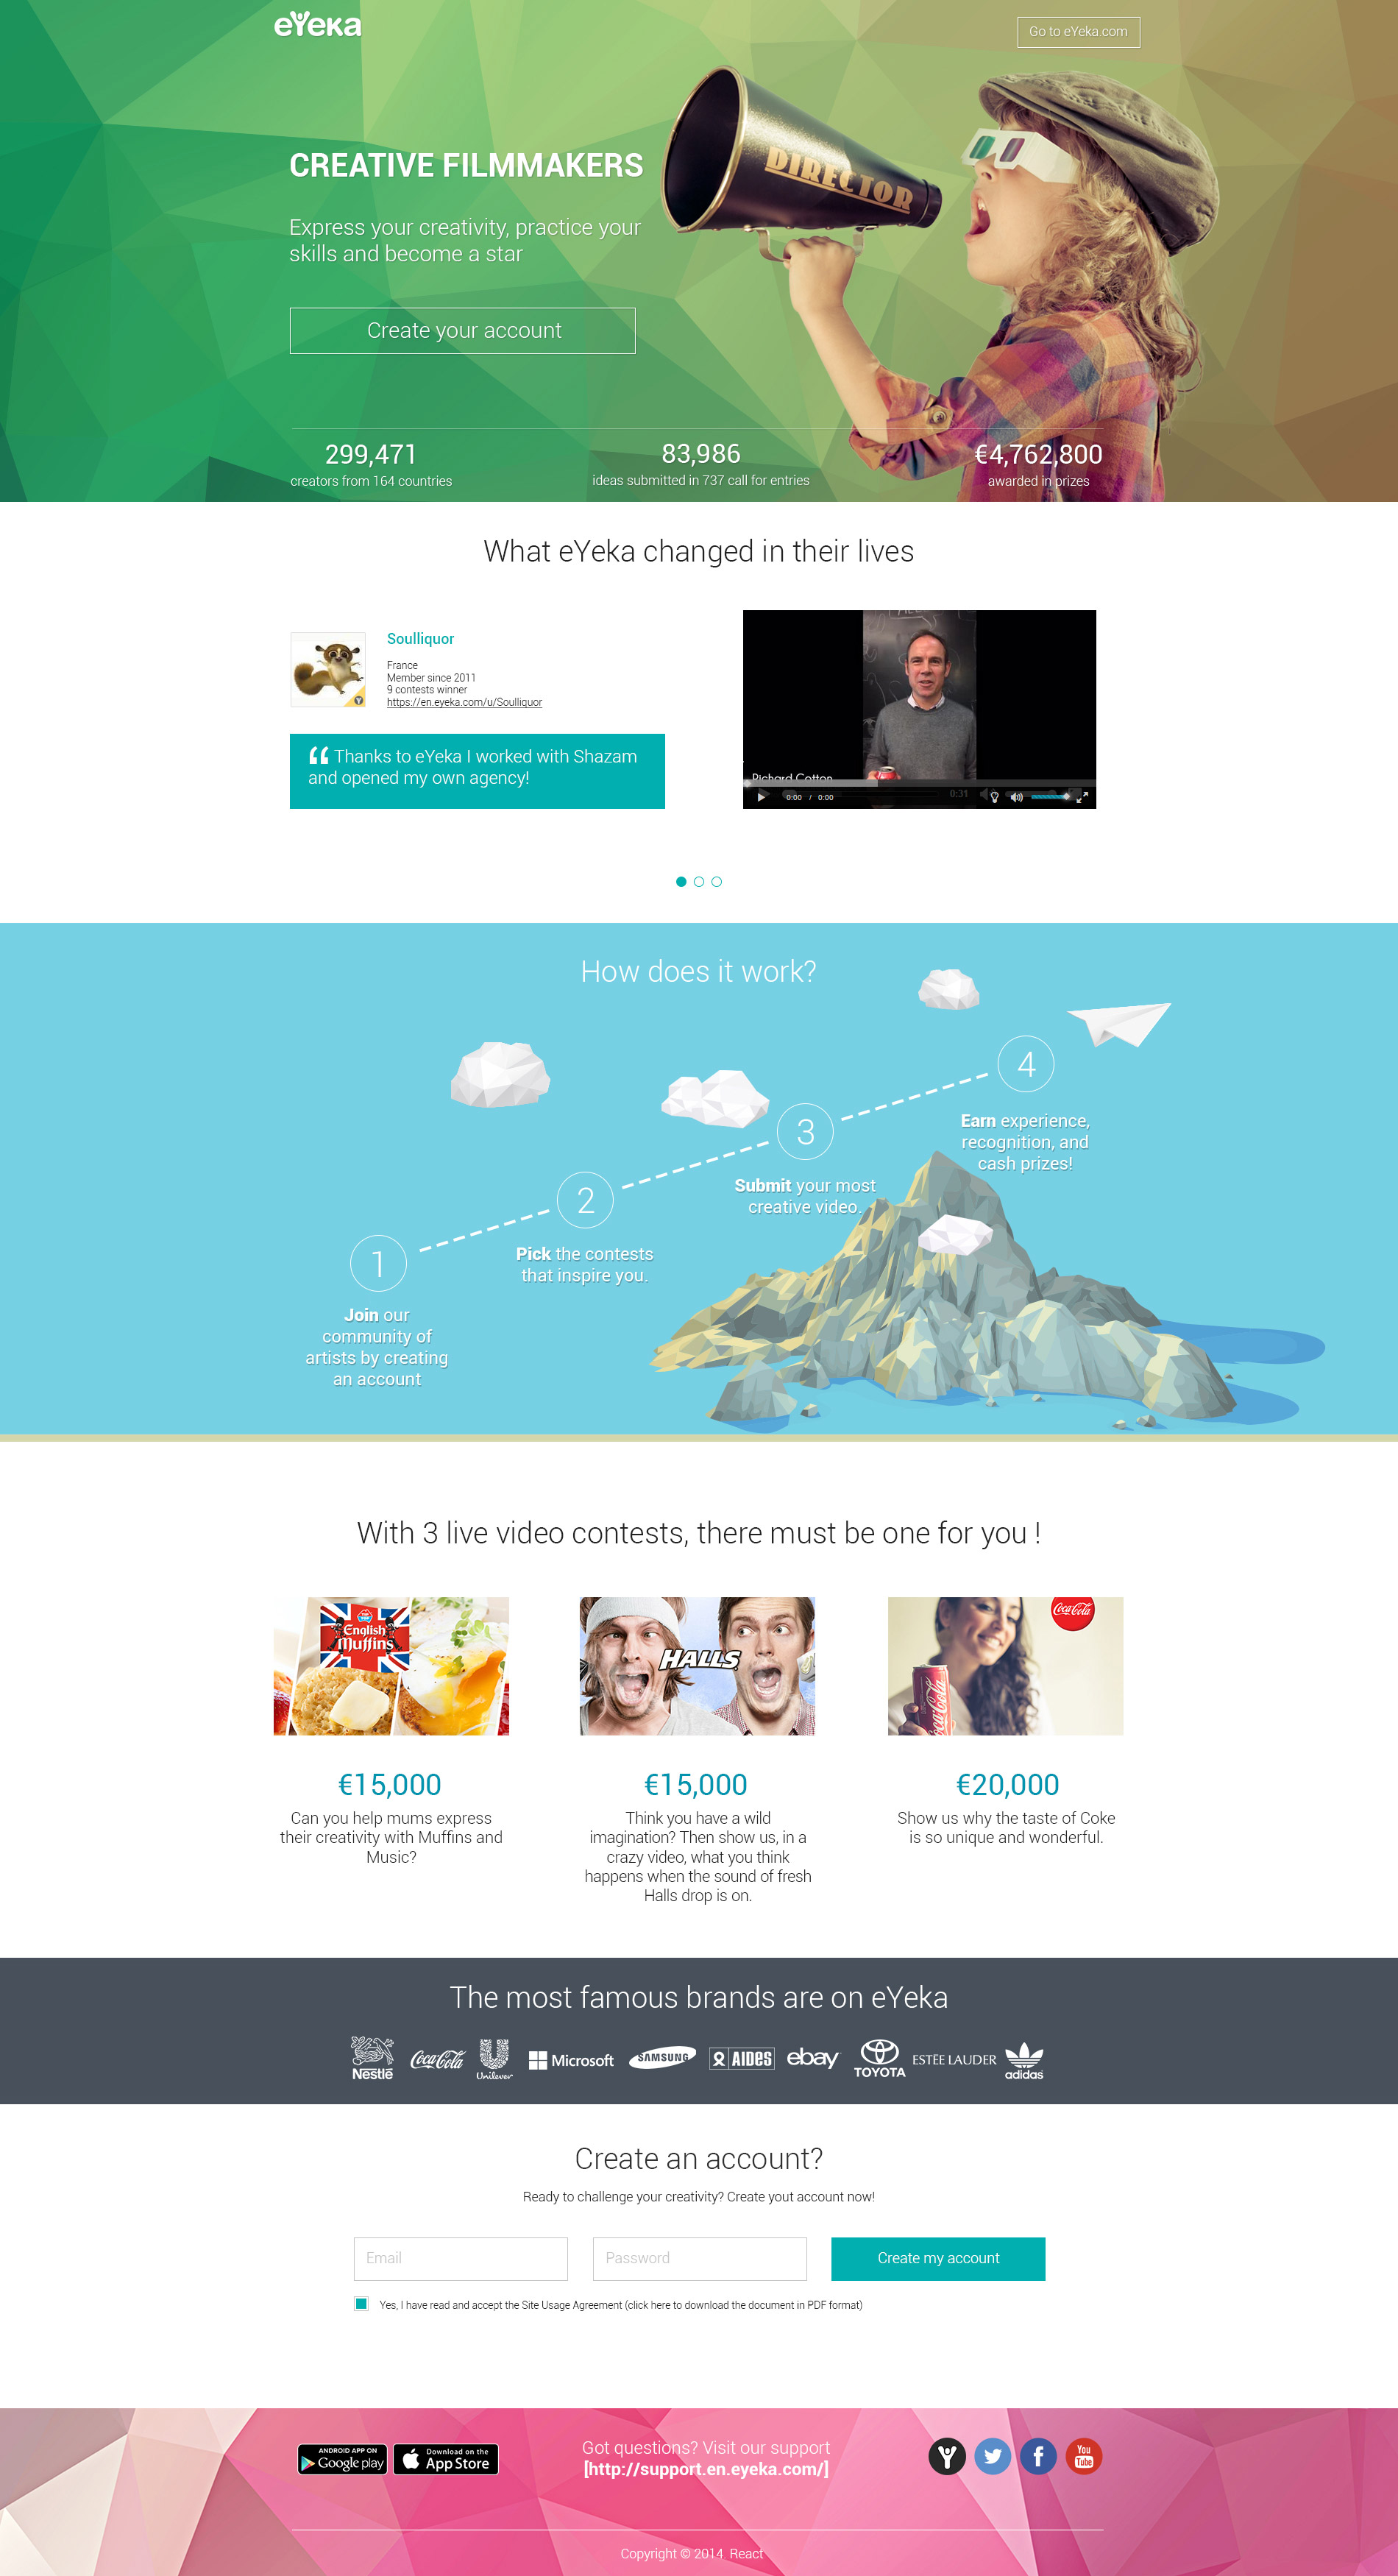 eYeka
Go to eYeka.com
DIRECTOR
CREATIVE FILMMAKERS
Express your creativity, practice your
skills and become a star
Create your account
299,471
creators from 164 countries
83,986
ideas submitted in 737 call for entries
€4,762,800
awarded in prizes
What eYeka changed in their lives
Soulliquor
France
Member since 2011
9 contests winner
https://en.eyeka.com/u/Soulliquor
“ Thanks to eYeka I worked with Shazam
and opened my own agency!
Richard Cotton
0:00 / 0:00
0:31
How does it work?
4
Earn experience,
recognition, and
cash prizes!
3
Submit your most
creative video.
2
Pick the contests
that inspire you.
1
Join our
community of
artists by creating
an account
With 3 live video contests, there must be one for you !
English
Muffins
HALLS
Coca-Cola
Coca-Cola
€15,000
Can you help mums express
their creativity with Muffins and
Music?
€15,000
Think you have a wild
imagination? Then show us, in a
crazy video, what you think
happens when the sound of fresh
Halls drop is on.
€20,000
Show us why the taste of Coke
is so unique and wonderful.
The most famous brands are on eYeka
Nestlé
Coca-Cola
Unilever
Microsoft
SAMSUNG
AIDES
ebay
TOYOTA
ESTĒE LAUDER
adidas
Create an account?
Ready to challenge your creativity? Create yout account now!
Email
Password
Create my account
Yes, I have read and accept the Site Usage Agreement (click here to download the document in PDF format)
ANDROID APP ON
Google play
Download on the
App Store
Got questions? Visit our support
[http://support.en.eyeka.com/]
You
Tube
Copyright © 2014. React